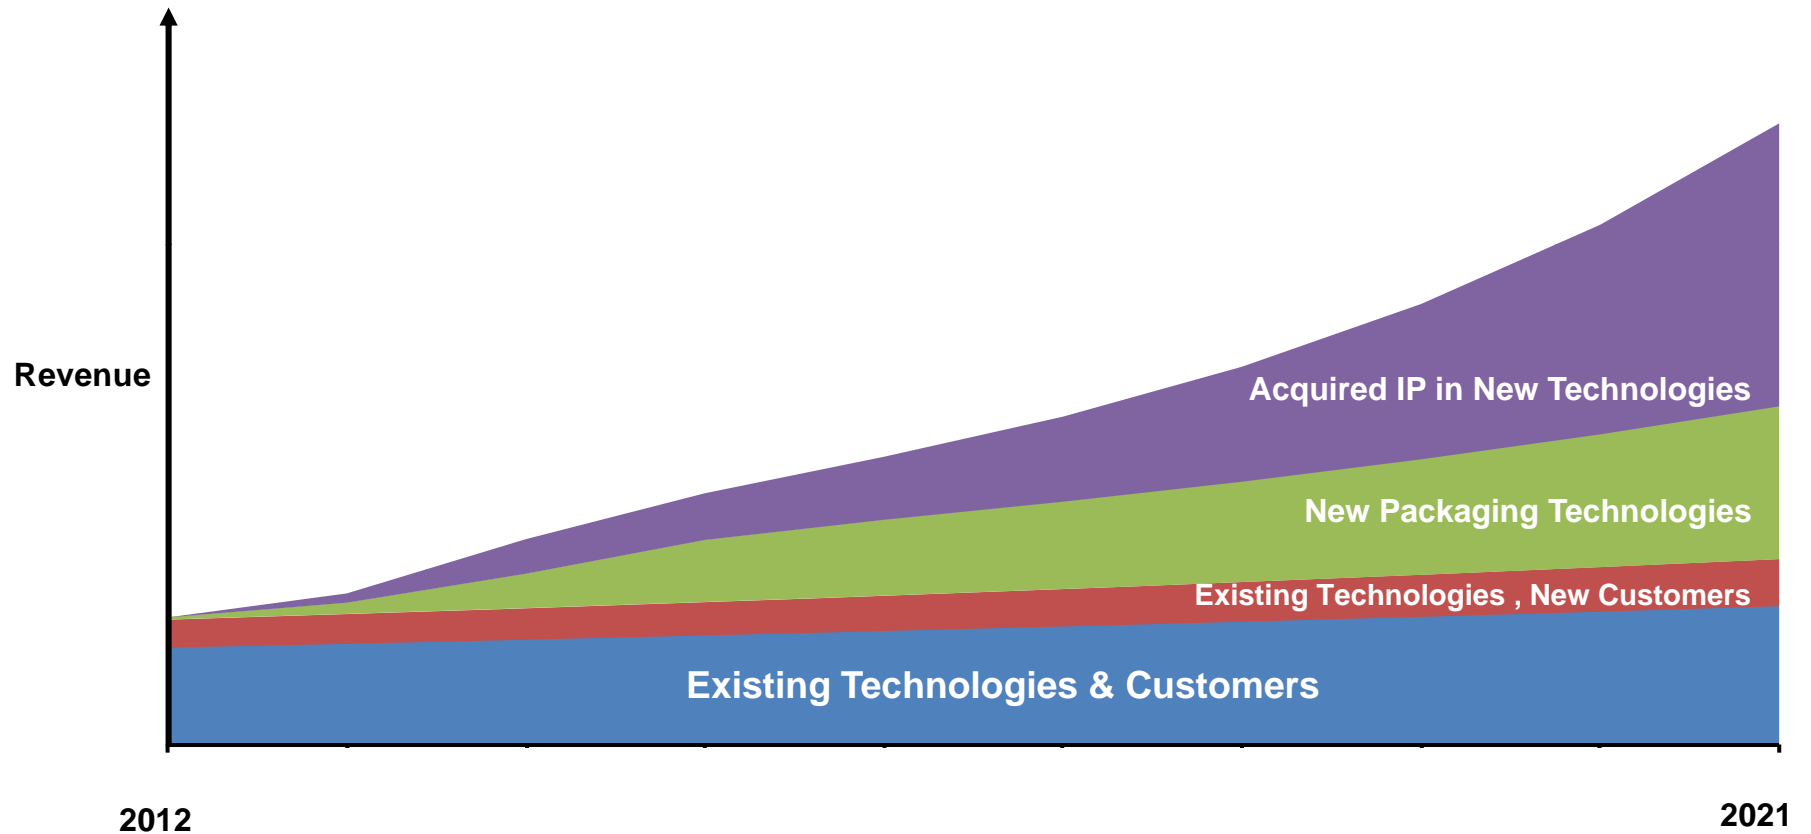 Revenue
Acquired IP in New Technologies
New Packaging Technologies
Existing Technologies , New Customers
Existing Technologies & Customers
2012
2021